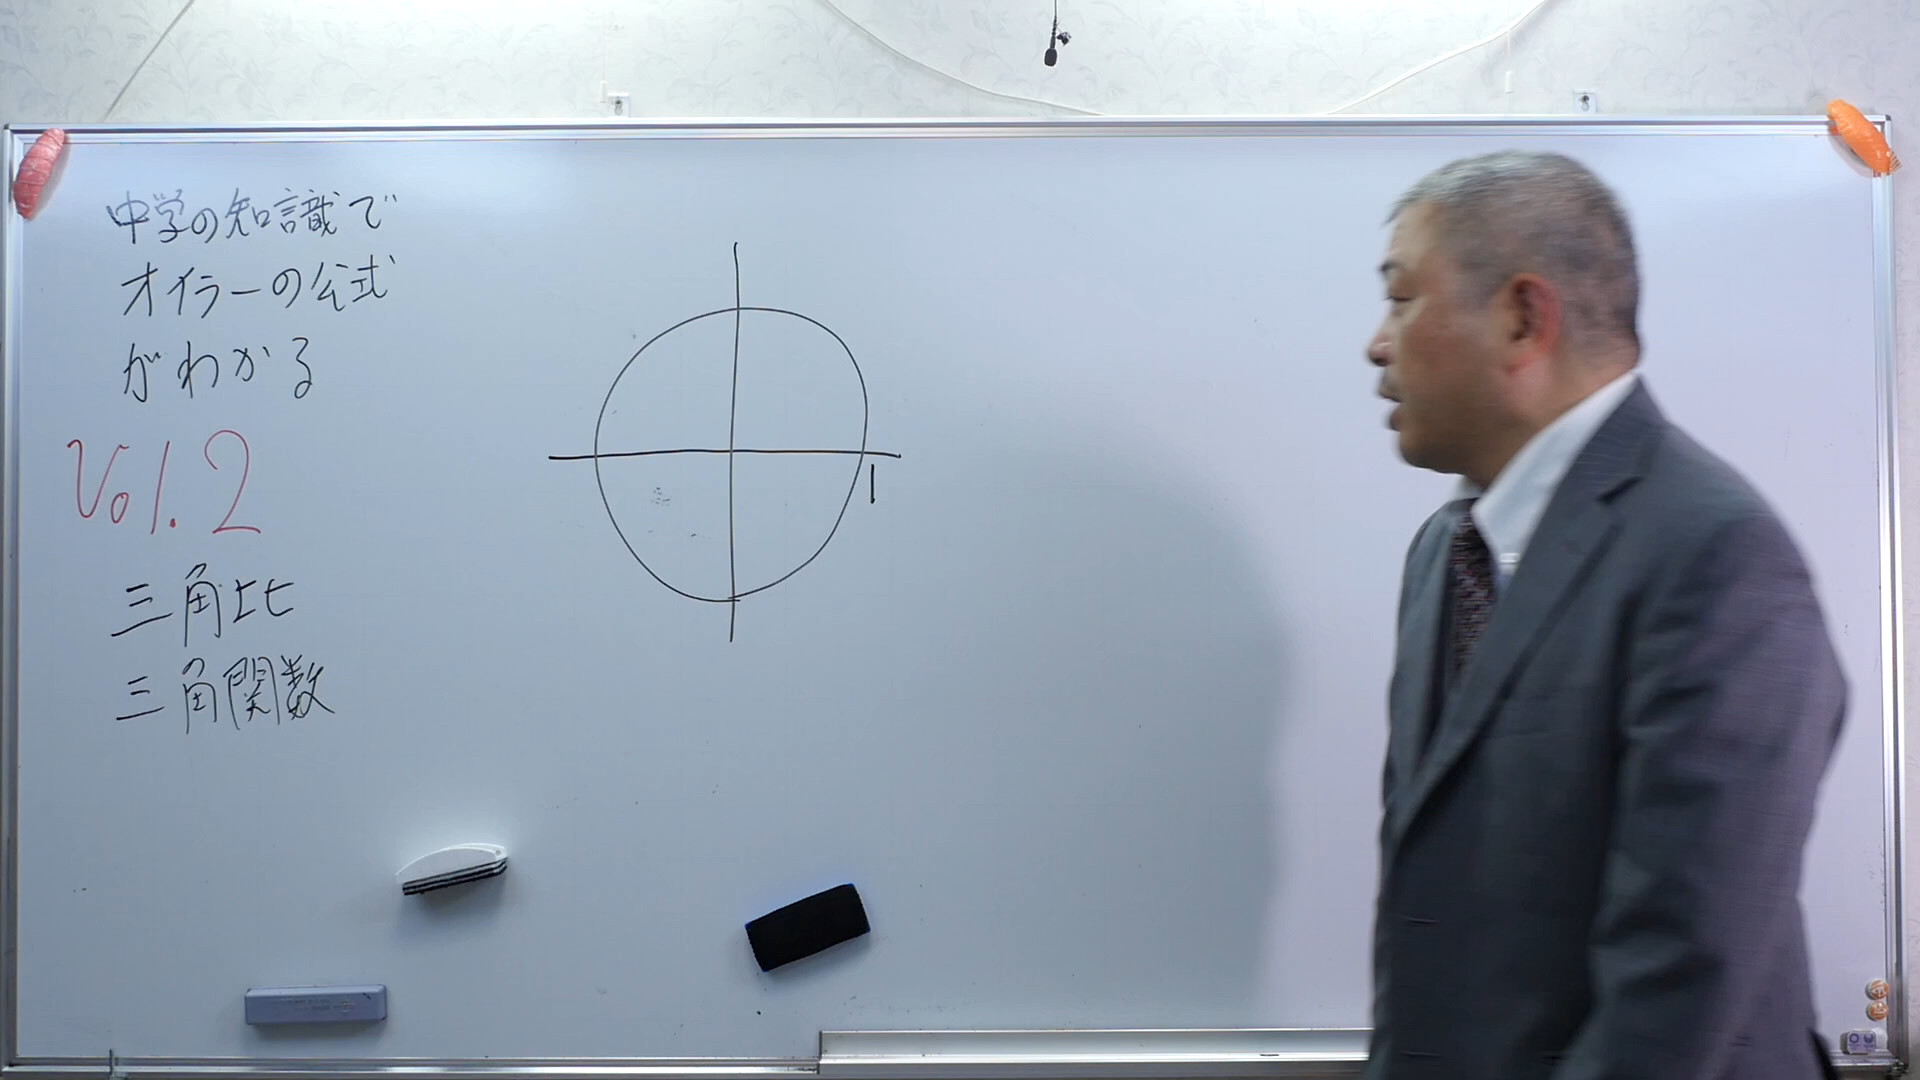 中学の知識で
オイラーの公式
がわかる
Vol.2
三角比
三角関数
1